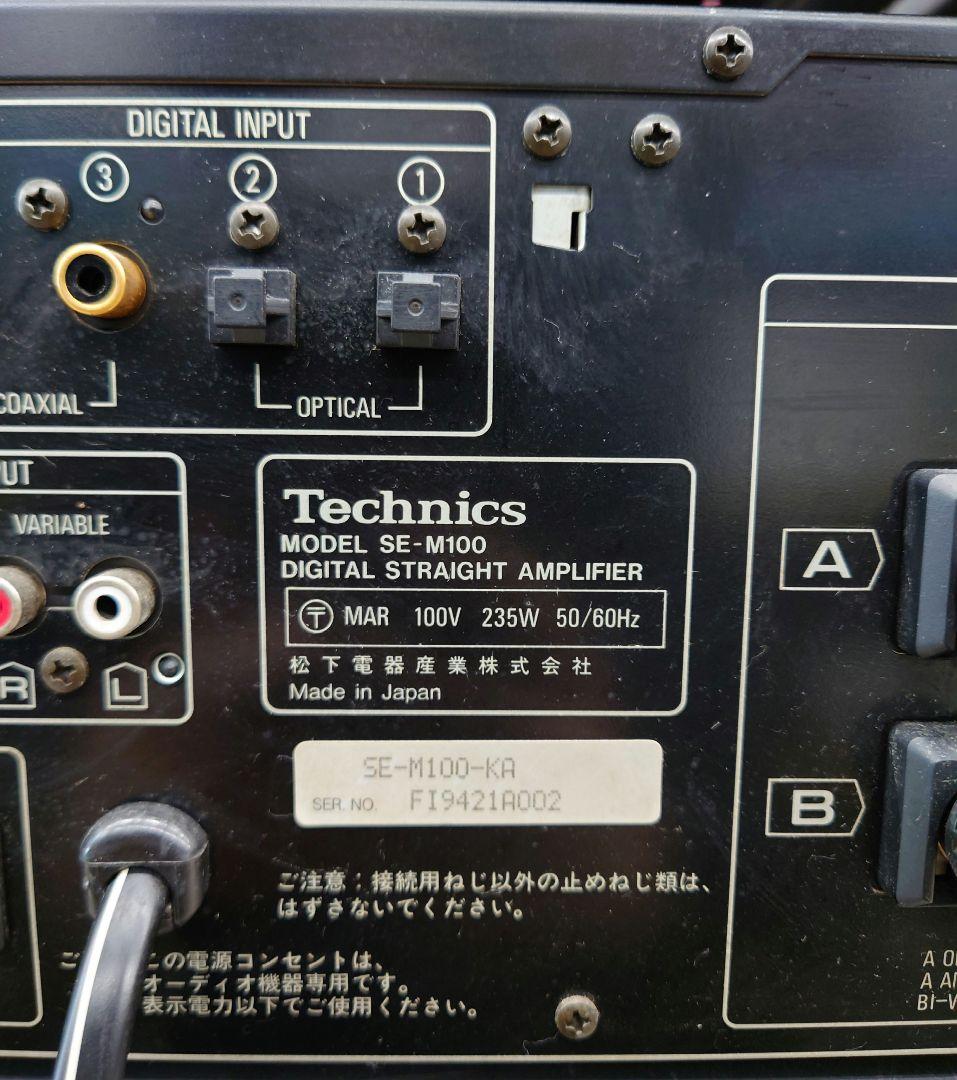 DIGITAL INPUT
③ ② ①
COAXIAL
OPTICAL
VARIABLE
R L
Technics
MODEL SE-M100
DIGITAL STRAIGHT AMPLIFIER
〒 MAR 100V 235W 50/60Hz
松下電器産業株式会社
Made in Japan
SE-M100-KA
SER. NO. FI9421A002
A
B
ご注意:接続用ねじ以外の止めねじ類は、
はずさないでください。
の電源コンセントは、
オーディオ機器専用です。
表示電力以下でご使用ください。
A
A